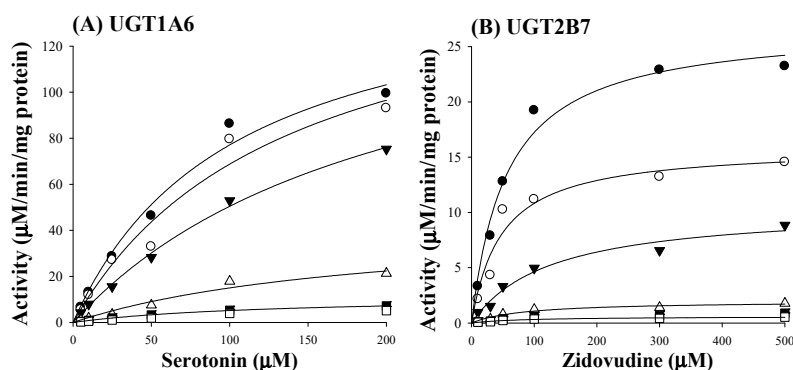 (A) UGT1A6
Activity (μM/min/mg protein)
120
100
80
60
40
20
0
0 50 100 150 200
Serotonin (μM)
(B) UGT2B7
Activity (μM/min/mg protein)
25
20
15
10
5
0
0 100 200 300 400 500
Zidovudine (μM)